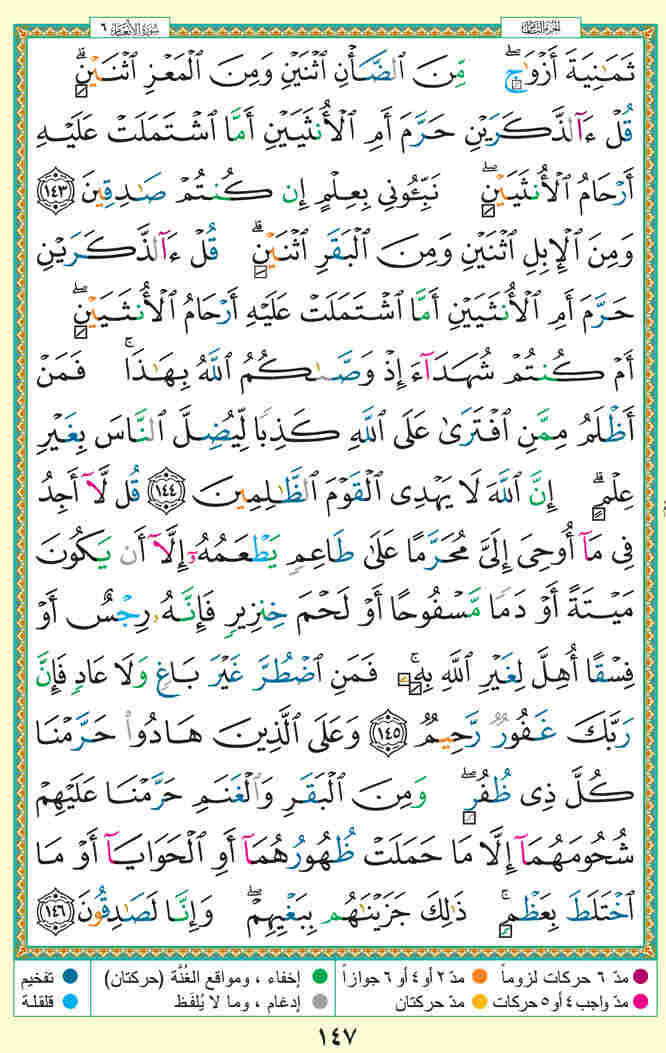 الجزء الثامن سورة الأنعام ٦
ثَمَٰنِيَةَ أَزْوَٰجٍ ۖ مِّنَ ٱلضَّأْنِ ٱثْنَيْنِ وَمِنَ ٱلْمَعْزِ ٱثْنَيْنِ ۗ
قُلْ ءَآلذَّكَرَيْنِ حَرَّمَ أَمِ ٱلْأُنثَيَيْنِ أَمَّا ٱشْتَمَلَتْ عَلَيْهِ
أَرْحَامُ ٱلْأُنثَيَيْنِ ۖ نَبِّـُٔونِى بِعِلْمٍ إِن كُنتُمْ صَٰدِقِينَ ١٤٣
وَمِنَ ٱلْإِبِلِ ٱثْنَيْنِ وَمِنَ ٱلْبَقَرِ ٱثْنَيْنِ ۗ قُلْ ءَآلذَّكَرَيْنِ
حَرَّمَ أَمِ ٱلْأُنثَيَيْنِ أَمَّا ٱشْتَمَلَتْ عَلَيْهِ أَرْحَامُ ٱلْأُنثَيَيْنِ ۖ
أَمْ كُنتُمْ شُهَدَآءَ إِذْ وَصَّىٰكُمُ ٱللَّهُ بِهَٰذَا ۚ فَمَنْ
أَظْلَمُ مِمَّنِ ٱفْتَرَىٰ عَلَى ٱللَّهِ كَذِبًا لِّيُضِلَّ ٱلنَّاسَ بِغَيْرِ
عِلْمٍ ۗ إِنَّ ٱللَّهَ لَا يَهْدِى ٱلْقَوْمَ ٱلظَّٰلِمِينَ ١٤٤ قُل لَّآ أَجِدُ
فِى مَآ أُوحِىَ إِلَىَّ مُحَرَّمًا عَلَىٰ طَاعِمٍ يَطْعَمُهُۥٓ إِلَّآ أَن يَكُونَ
مَيْتَةً أَوْ دَمًا مَّسْفُوحًا أَوْ لَحْمَ خِنزِيرٍ فَإِنَّهُۥ رِجْسٌ أَوْ
فِسْقًا أُهِلَّ لِغَيْرِ ٱللَّهِ بِهِۦ ۚ فَمَنِ ٱضْطُرَّ غَيْرَ بَاغٍ وَلَا عَادٍ فَإِنَّ
رَبَّكَ غَفُورٌ رَّحِيمٌ ١٤٥ وَعَلَى ٱلَّذِينَ هَادُوا۟ حَرَّمْنَا
كُلَّ ذِى ظُفُرٍ ۖ وَمِنَ ٱلْبَقَرِ وَٱلْغَنَمِ حَرَّمْنَا عَلَيْهِمْ
شُحُومَهُمَآ إِلَّا مَا حَمَلَتْ ظُهُورُهُمَآ أَوِ ٱلْحَوَايَآ أَوْ مَا
ٱخْتَلَطَ بِعَظْمٍ ۚ ذَٰلِكَ جَزَيْنَٰهُم بِبَغْيِهِمْ ۖ وَإِنَّا لَصَٰدِقُونَ ١٤٦
مدّ ٦ حركات لزوماً مدّ ٢ أو ٤ أو ٦ جوازاً إخفاء ، ومواقع الغُنَّة (حركتان) تفخيم
مدّ واجب ٤ أو ٥ حركات مدّ حركتان إدغام ، وما لا يُلفَظ قلقلة
١٤٧